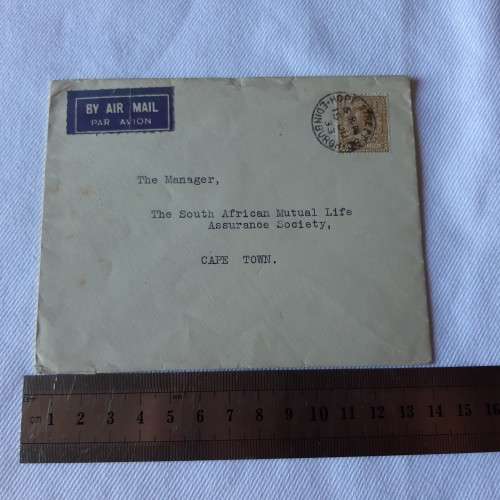 BY AIR MAIL
PAR AVION
The Manager,
The South African Mutual Life
Assurance Society,
CAPE TOWN.
cm 1 2 3 4 5 6 7 8 9 10 11 12 13 14 15 16